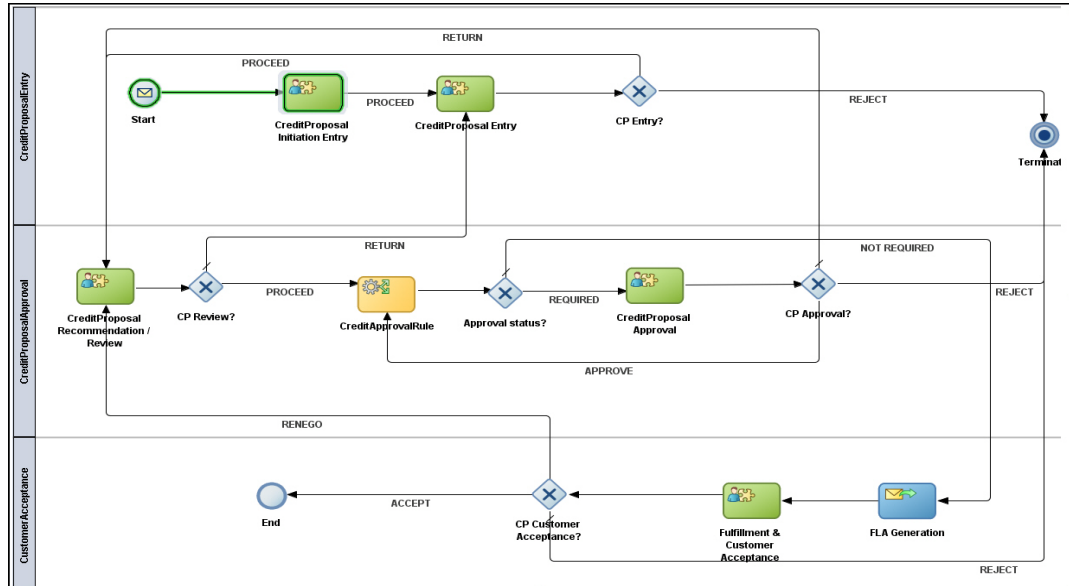 CreditProposalEntry
RETURN
PROCEED
PROCEED
REJECT
Start
CreditProposal
Initiation Entry
CreditProposal Entry
CP Entry?
Terminat
CreditProposalApproval
RETURN
NOT REQUIRED
PROCEED
REQUIRED
REJECT
CreditProposal
Recommendation /
Review
CP Review?
CreditApprovalRule
Approval status?
CreditProposal
Approval
CP Approval?
APPROVE
RENEGO
CustomerAcceptance
ACCEPT
End
CP Customer
Acceptance?
Fulfillment &
Customer
Acceptance
FLA Generation
REJECT